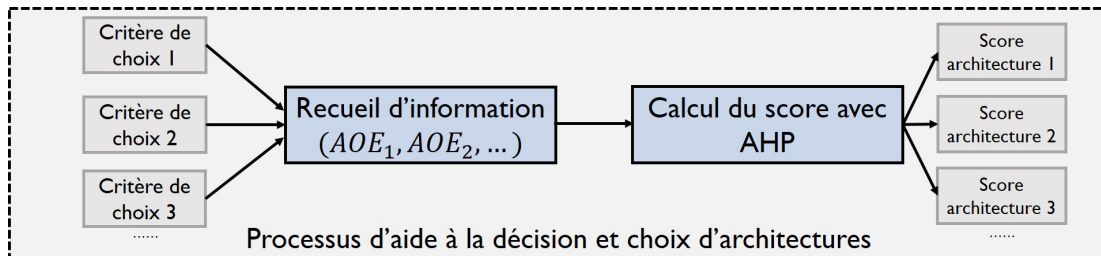 Critère de
choix 1
Critère de
choix 2
Critère de
choix 3
......
Recueil d'information
(AOE₁, AOE₂, …)
Calcul du score avec
AHP
Score
architecture 1
Score
architecture 2
Score
architecture 3
......
Processus d'aide à la décision et choix d'architectures